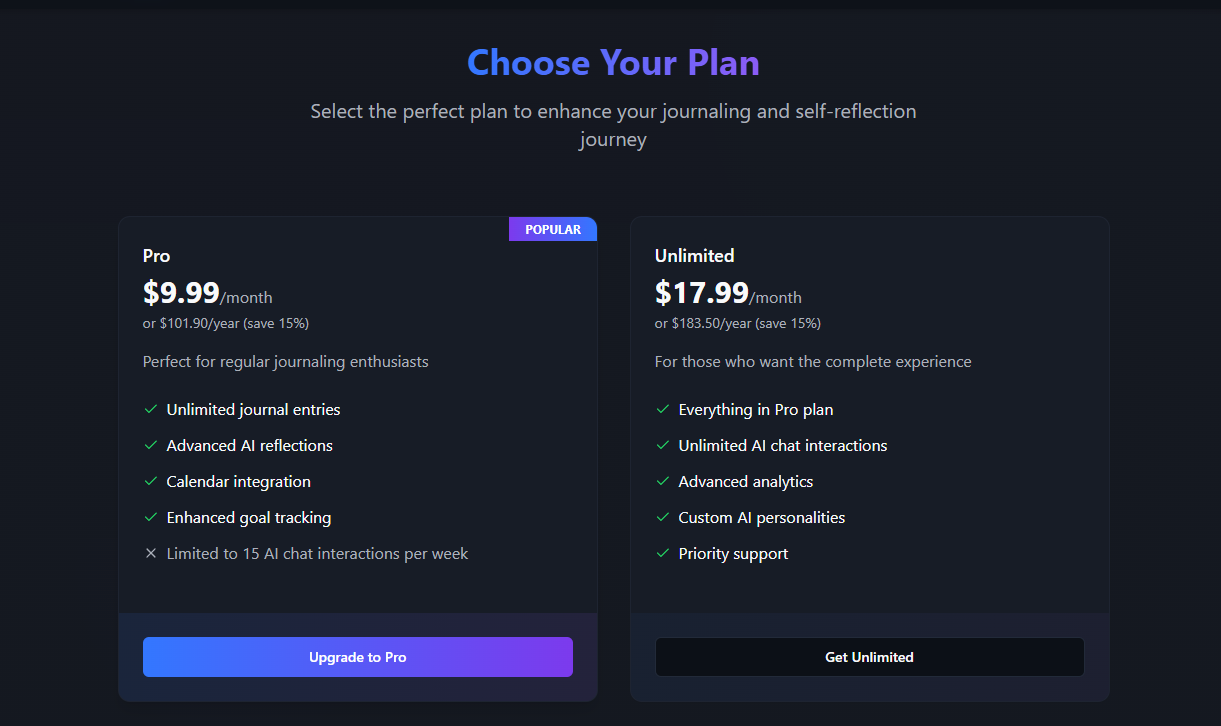 Choose Your Plan
Select the perfect plan to enhance your journaling and self-reflection
journey
POPULAR
Pro
$9.99/month
or $101.90/year (save 15%)
Perfect for regular journaling enthusiasts
Unlimited journal entries
Advanced AI reflections
Calendar integration
Enhanced goal tracking
Limited to 15 AI chat interactions per week
Upgrade to Pro
Unlimited
$17.99/month
or $183.50/year (save 15%)
For those who want the complete experience
Everything in Pro plan
Unlimited AI chat interactions
Advanced analytics
Custom AI personalities
Priority support
Get Unlimited